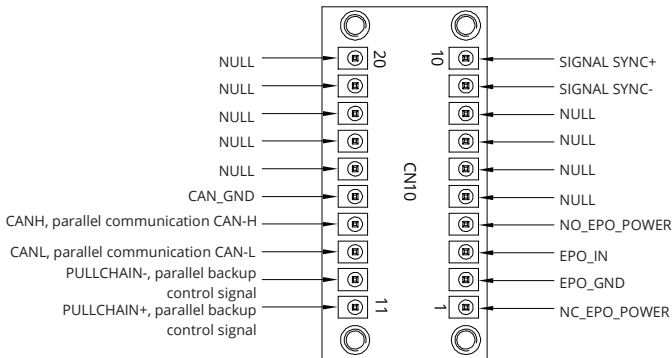 NULL
NULL
NULL
NULL
NULL
CAN_GND
CANH, parallel communication CAN-H
CANL, parallel communication CAN-L
PULLCHAIN-, parallel backup
control signal
PULLCHAIN+, parallel backup
control signal
20
11
CN10
10
1
SIGNAL SYNC+
SIGNAL SYNC-
NULL
NULL
NULL
NULL
NO_EPO_POWER
EPO_IN
EPO_GND
NC_EPO_POWER